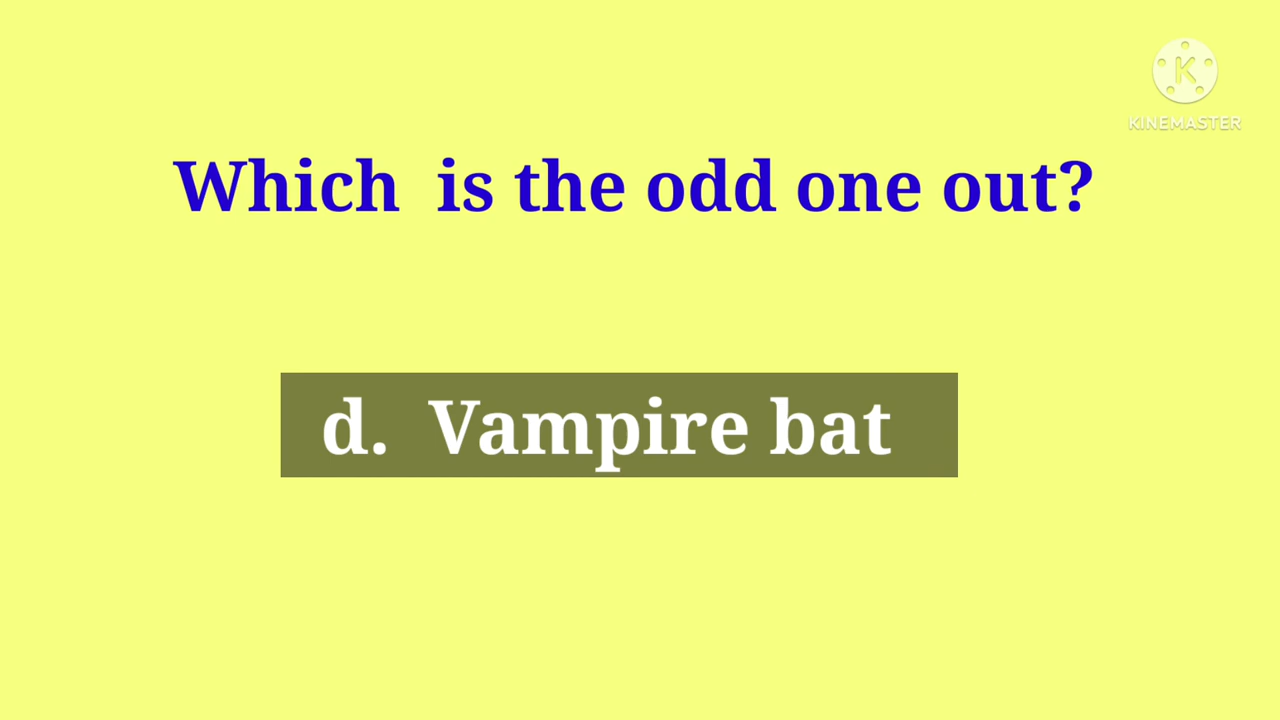 K
KINEMASTER
Which is the odd one out?
d. Vampire bat